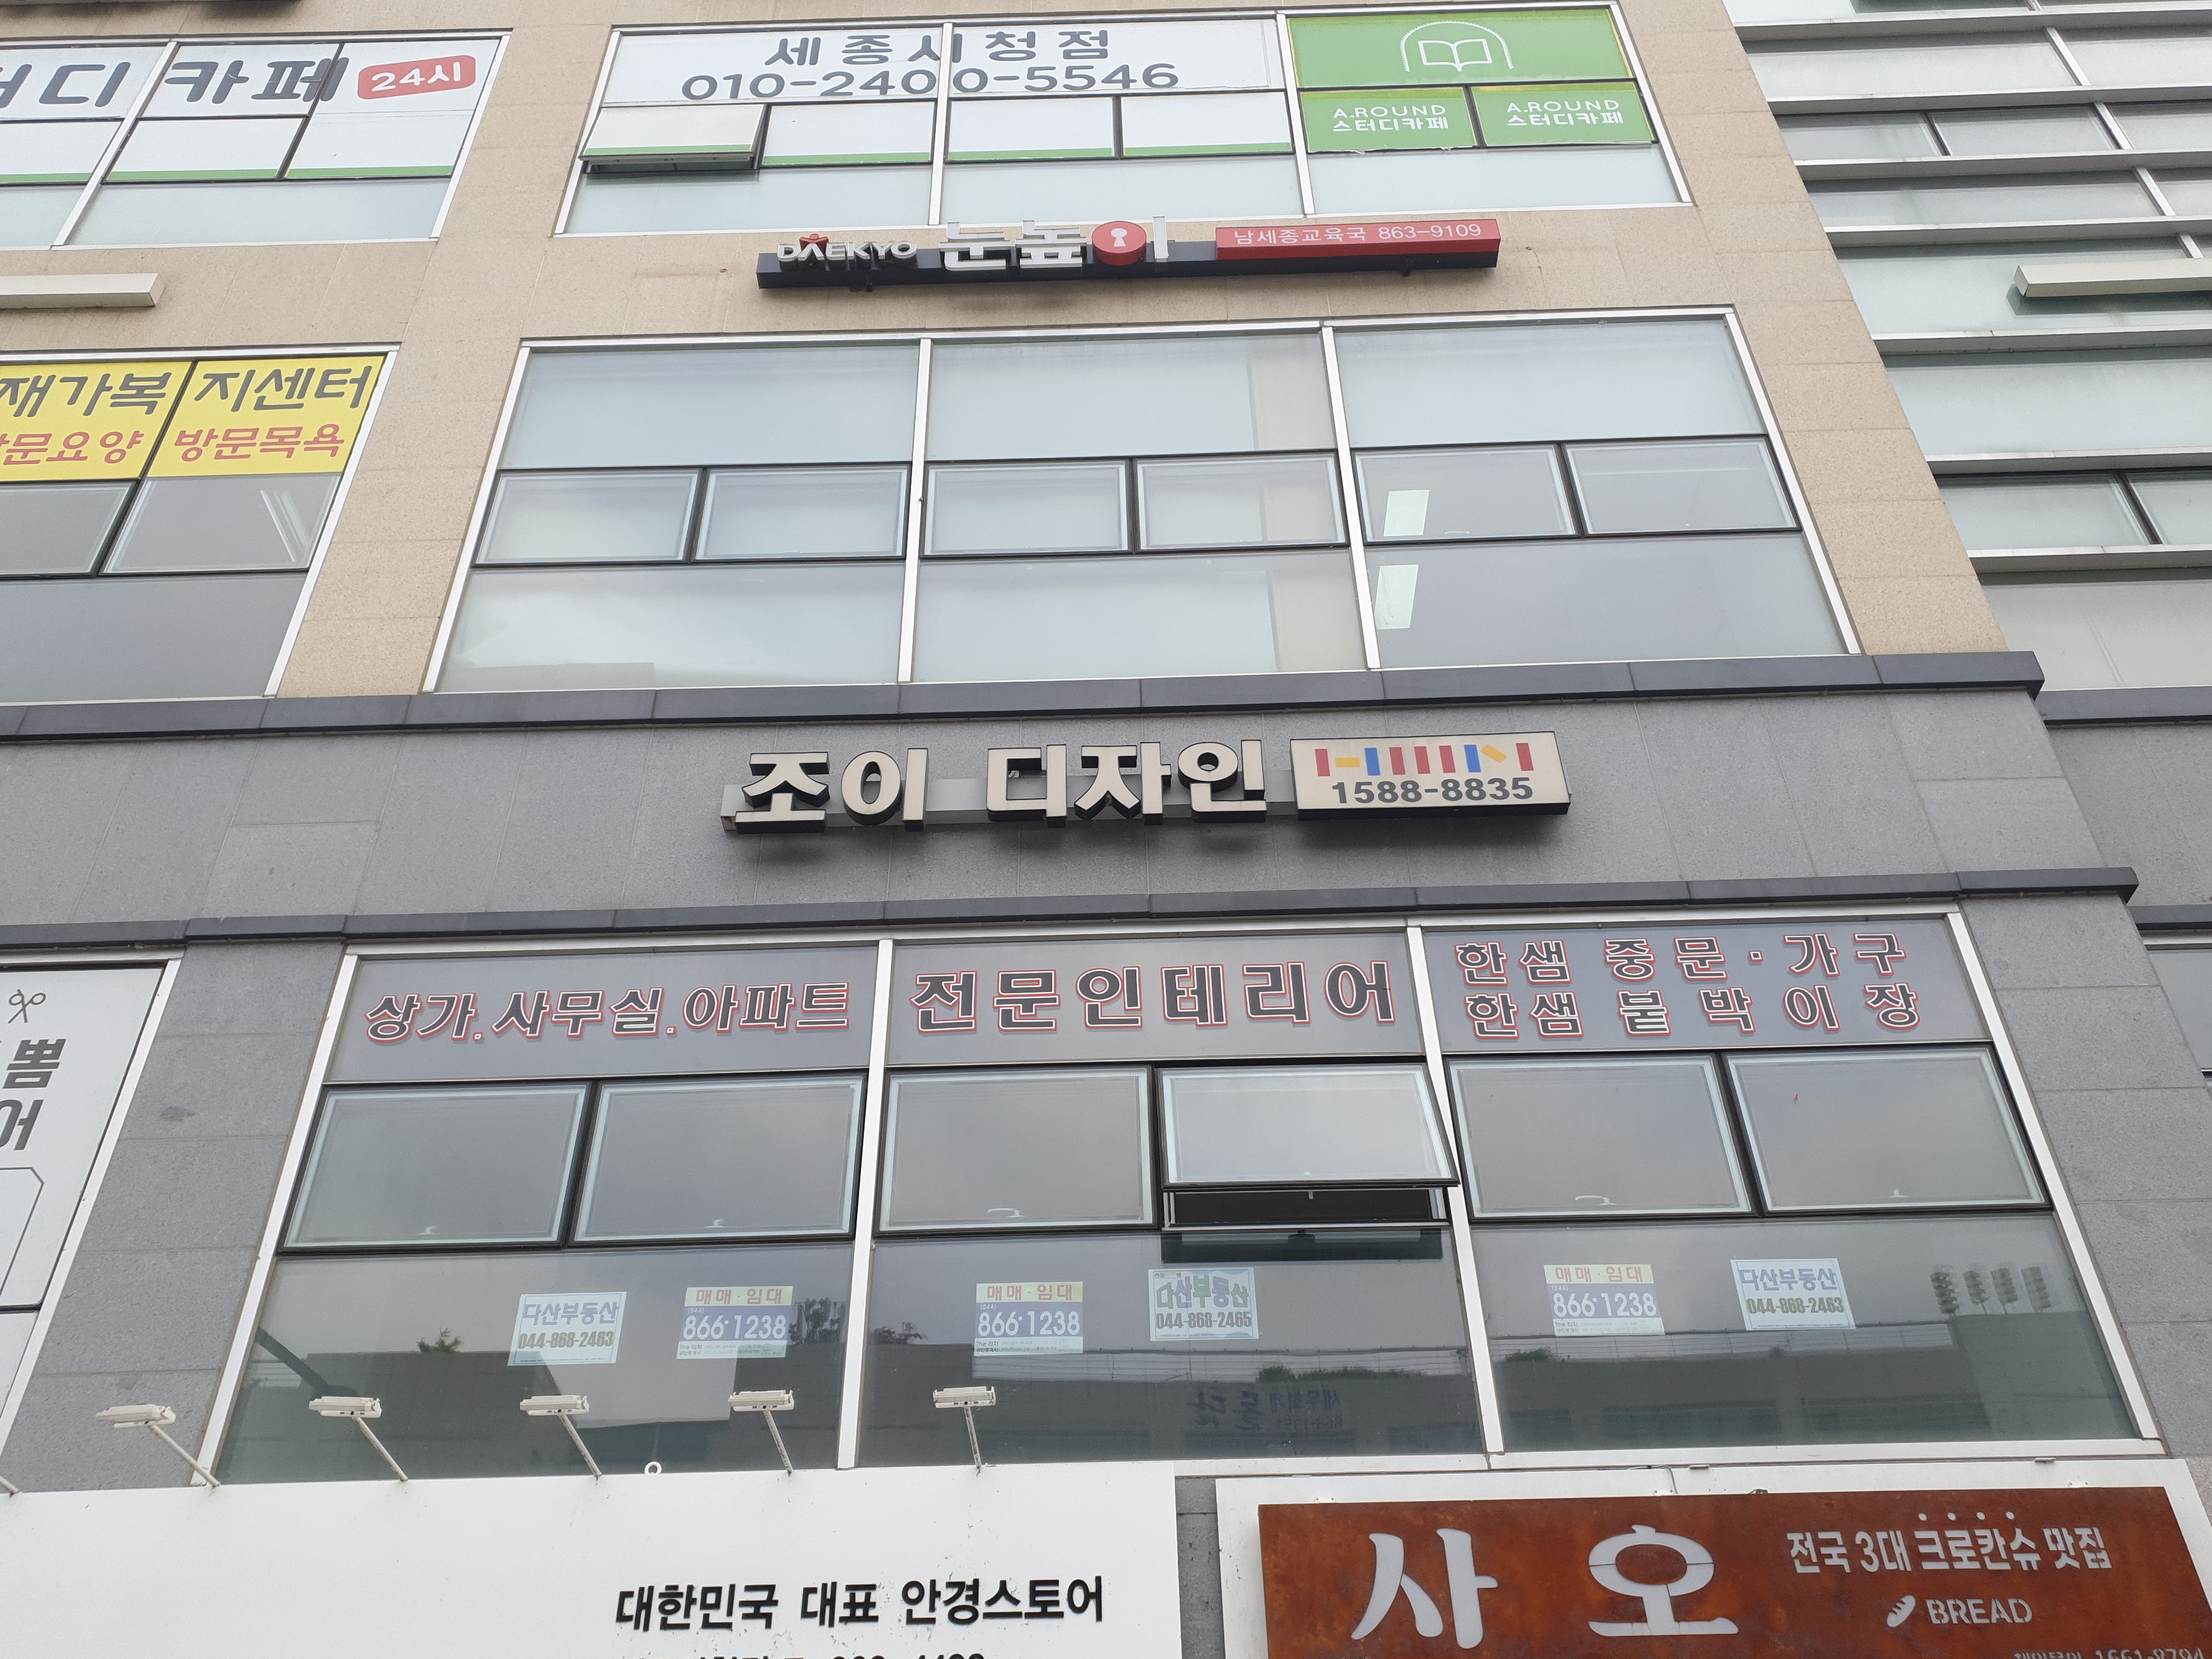 터디 카페 24시
세종시청점
010-2400-5546
A.ROUND
스터디카페
A.ROUND
스터디카페
DAEKYO 눈높이 남세종교육국 863-9109
재가복지센터
방문요양 방문목욕
조이 디자인
1588-8835
상가.사무실.아파트 전문인테리어
한샘 중문·가구
한샘 붙박이장
뽐
어
다산부동산
044-868-2463
매매·임대
(044)
866·1238
매매·임대
(044)
866·1238
다산부동산
044-868-2465
매매·임대
(044)
866·1238
다산부동산
044-868-2463
대한민국 대표 안경스토어
사오
전국 3대 크로칸슈 맛집
BREAD